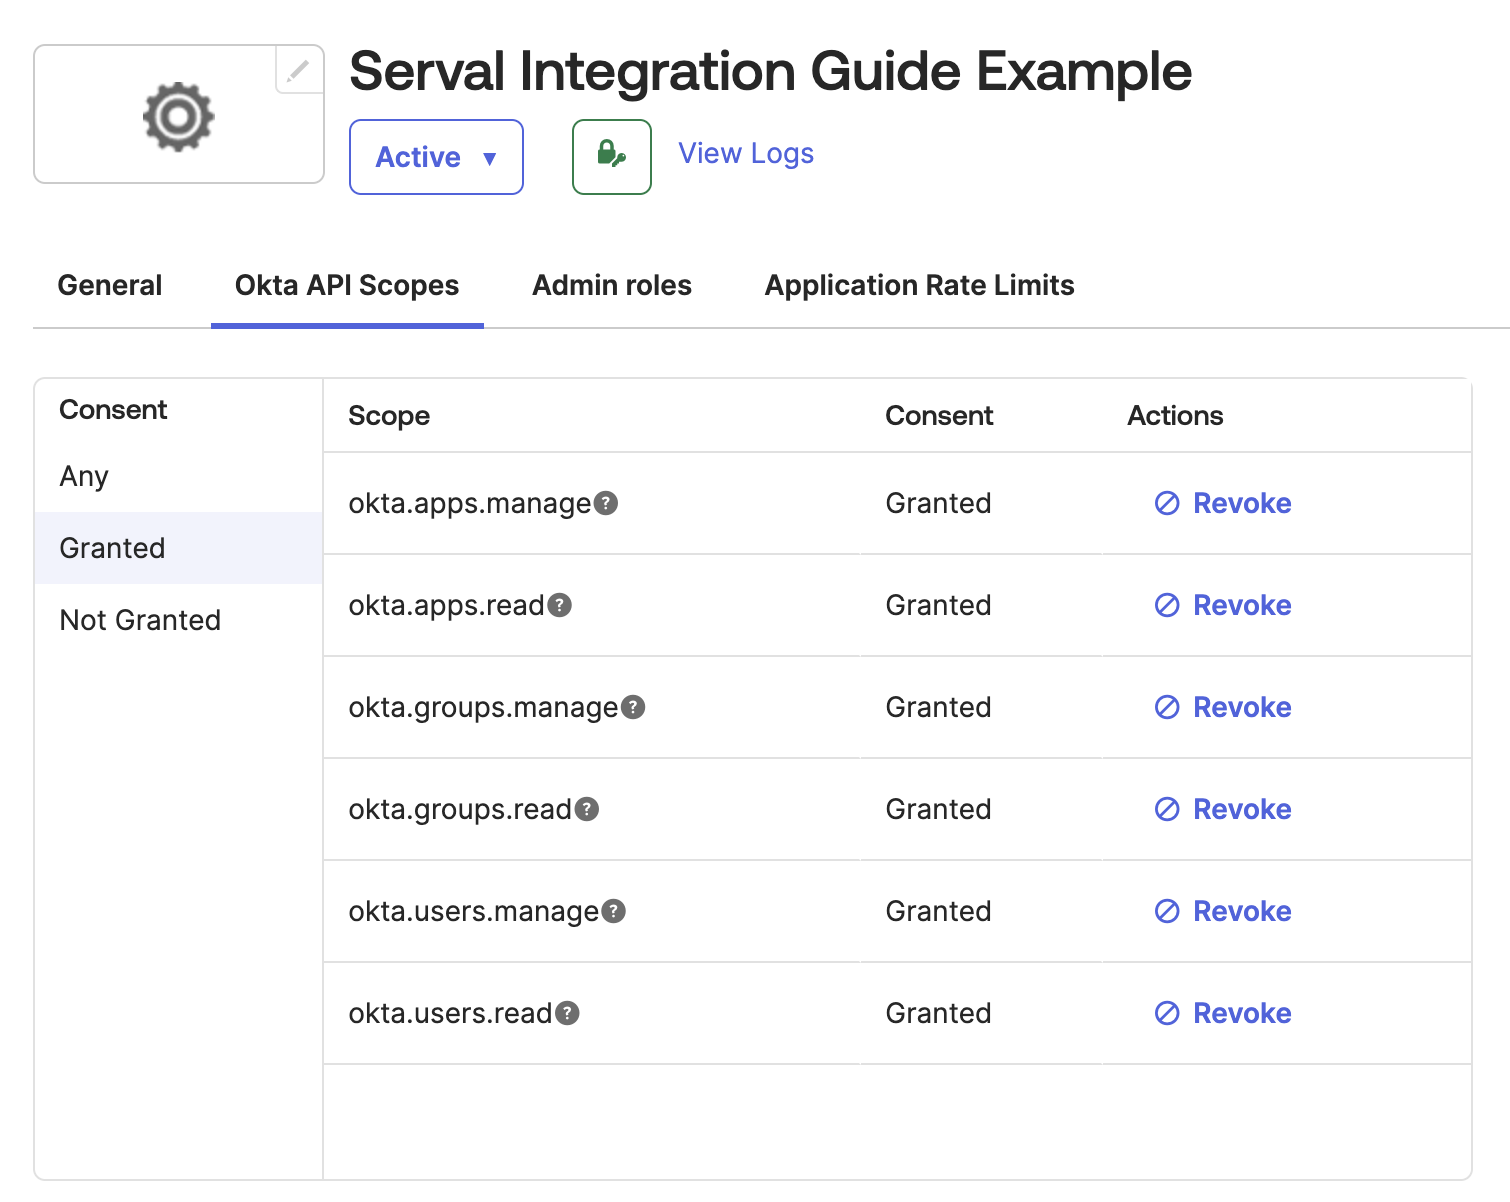 Serval Integration Guide Example
Active ▼
View Logs
General Okta API Scopes Admin roles Application Rate Limits
Consent
Any
Granted
Not Granted
Scope Consent Actions
okta.apps.manage ? Granted Revoke
okta.apps.read ? Granted Revoke
okta.groups.manage ? Granted Revoke
okta.groups.read ? Granted Revoke
okta.users.manage ? Granted Revoke
okta.users.read ? Granted Revoke